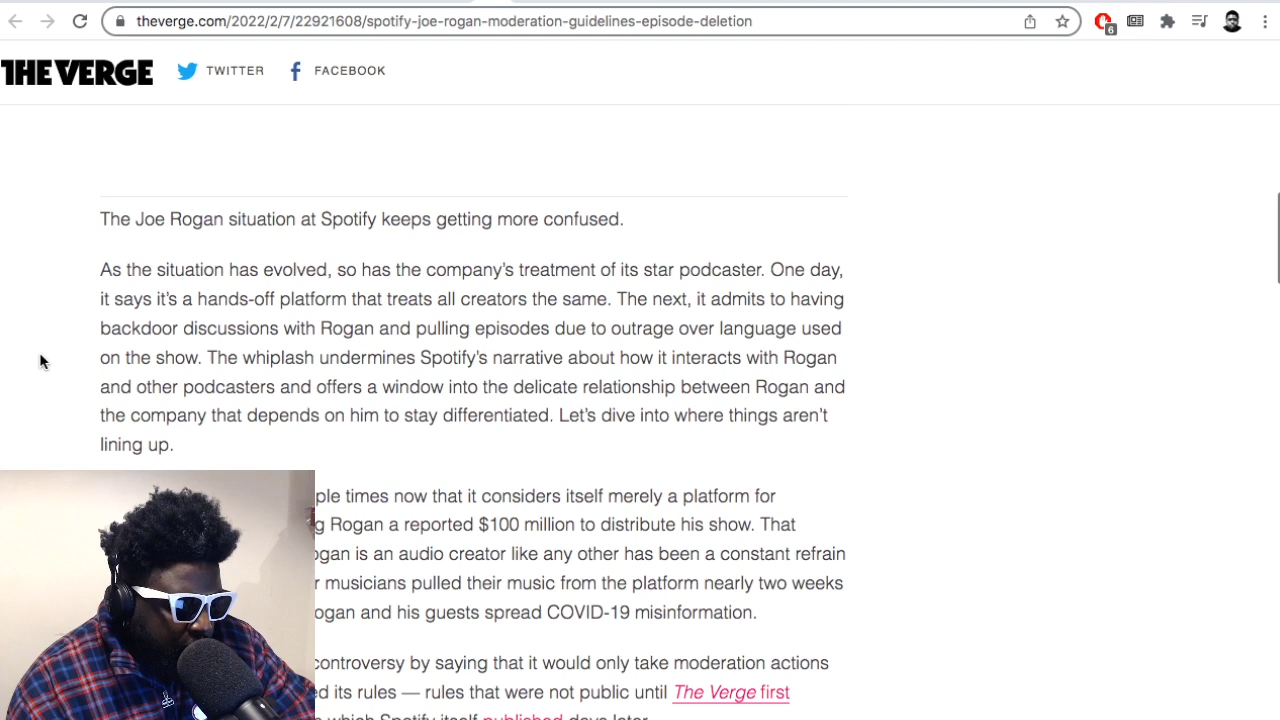 theverge.com/2022/2/7/22921608/spotify-joe-rogan-moderation-guidelines-episode-deletion
6
THE VERGE TWITTER FACEBOOK
The Joe Rogan situation at Spotify keeps getting more confused.
As the situation has evolved, so has the company’s treatment of its star podcaster. One day,
it says it’s a hands-off platform that treats all creators the same. The next, it admits to having
backdoor discussions with Rogan and pulling episodes due to outrage over language used
on the show. The whiplash undermines Spotify’s narrative about how it interacts with Rogan
and other podcasters and offers a window into the delicate relationship between Rogan and
the company that depends on him to stay differentiated. Let’s dive into where things aren’t
lining up.
ple times now that it considers itself merely a platform for
g Rogan a reported $100 million to distribute his show. That
ogan is an audio creator like any other has been a constant refrain
r musicians pulled their music from the platform nearly two weeks
ogan and his guests spread COVID-19 misinformation.
controversy by saying that it would only take moderation actions
ed its rules — rules that were not public until The Verge first
which Spotify itself published days later.